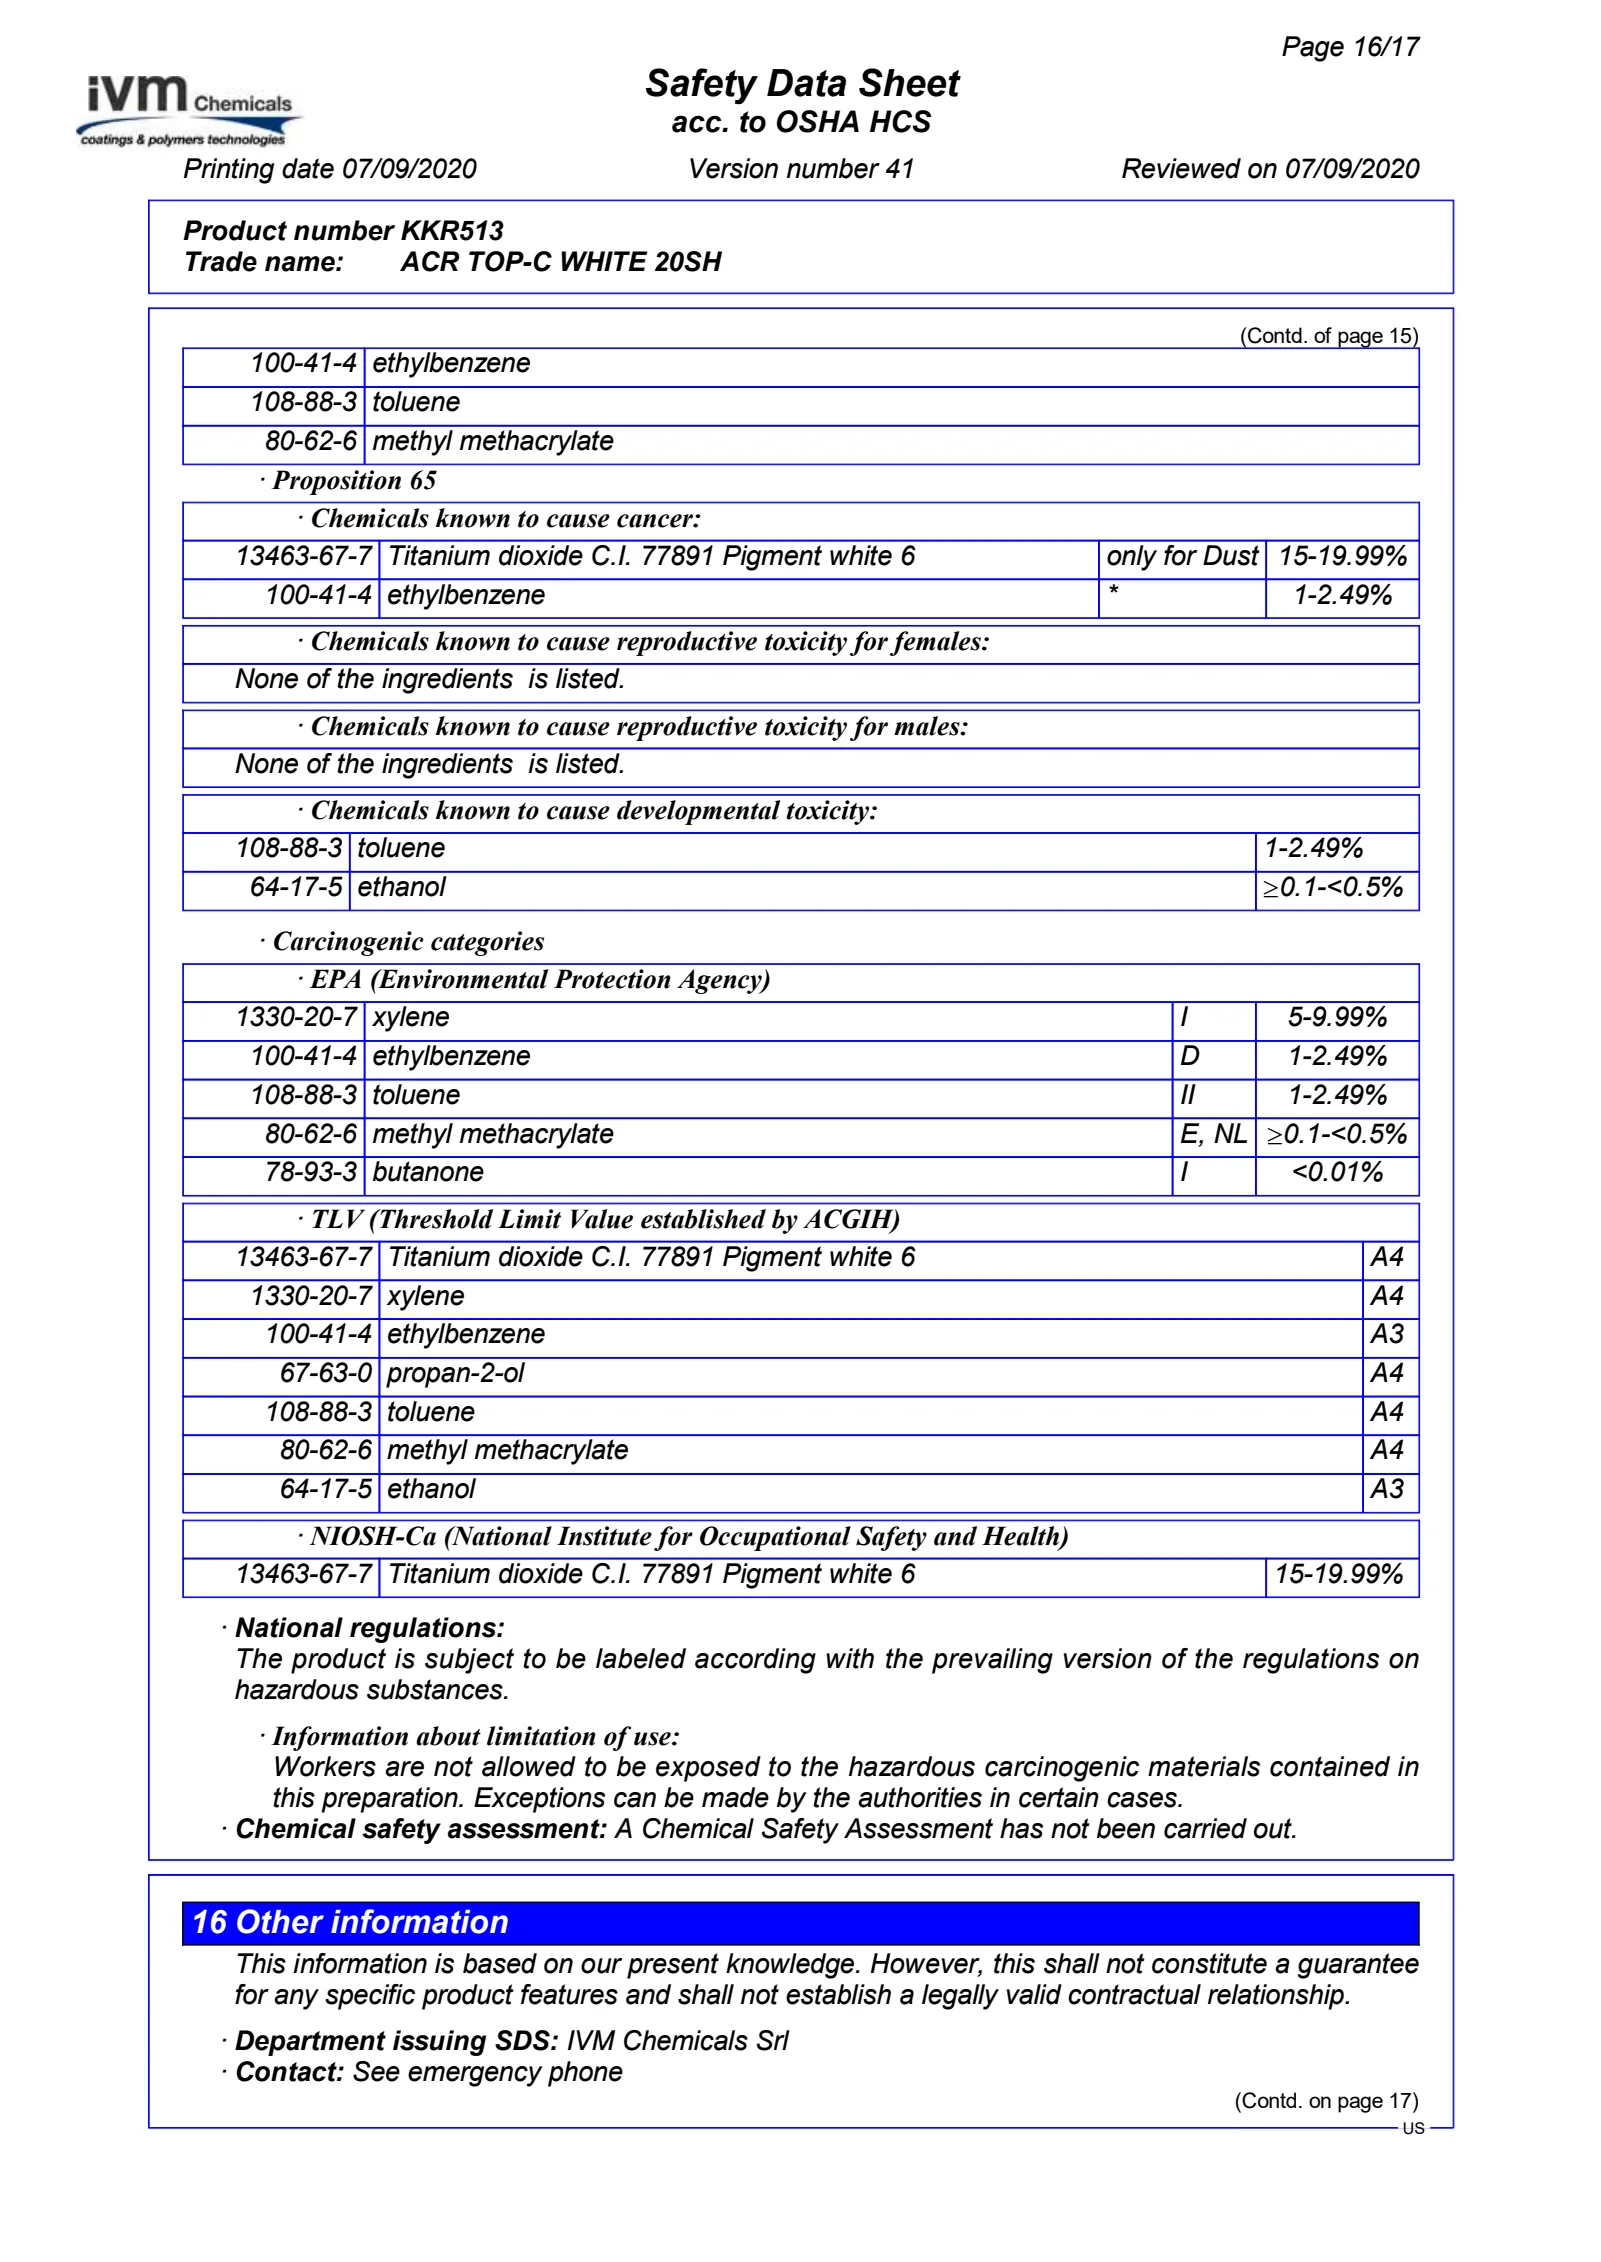 Page 16/17
ivm Chemicals
coatings & polymers technologies
Safety Data Sheet
acc. to OSHA HCS
Printing date 07/09/2020 Version number 41 Reviewed on 07/09/2020
Product number KKR513
Trade name: ACR TOP-C WHITE 20SH
(Contd. of page 15)
100-41-4 ethylbenzene
108-88-3 toluene
80-62-6 methyl methacrylate
· Proposition 65
· Chemicals known to cause cancer:
13463-67-7 Titanium dioxide C.I. 77891 Pigment white 6 only for Dust 15-19.99%
100-41-4 ethylbenzene * 1-2.49%
· Chemicals known to cause reproductive toxicity for females:
None of the ingredients is listed.
· Chemicals known to cause reproductive toxicity for males:
None of the ingredients is listed.
· Chemicals known to cause developmental toxicity:
108-88-3 toluene 1-2.49%
64-17-5 ethanol ≥0.1-<0.5%
· Carcinogenic categories
· EPA (Environmental Protection Agency)
1330-20-7 xylene I 5-9.99%
100-41-4 ethylbenzene D 1-2.49%
108-88-3 toluene II 1-2.49%
80-62-6 methyl methacrylate E, NL ≥0.1-<0.5%
78-93-3 butanone I <0.01%
· TLV (Threshold Limit Value established by ACGIH)
13463-67-7 Titanium dioxide C.I. 77891 Pigment white 6 A4
1330-20-7 xylene A4
100-41-4 ethylbenzene A3
67-63-0 propan-2-ol A4
108-88-3 toluene A4
80-62-6 methyl methacrylate A4
64-17-5 ethanol A3
· NIOSH-Ca (National Institute for Occupational Safety and Health)
13463-67-7 Titanium dioxide C.I. 77891 Pigment white 6 15-19.99%
· National regulations:
The product is subject to be labeled according with the prevailing version of the regulations on
hazardous substances.
· Information about limitation of use:
Workers are not allowed to be exposed to the hazardous carcinogenic materials contained in
this preparation. Exceptions can be made by the authorities in certain cases.
· Chemical safety assessment: A Chemical Safety Assessment has not been carried out.
16 Other information
This information is based on our present knowledge. However, this shall not constitute a guarantee
for any specific product features and shall not establish a legally valid contractual relationship.
· Department issuing SDS: IVM Chemicals Srl
· Contact: See emergency phone
(Contd. on page 17)
US